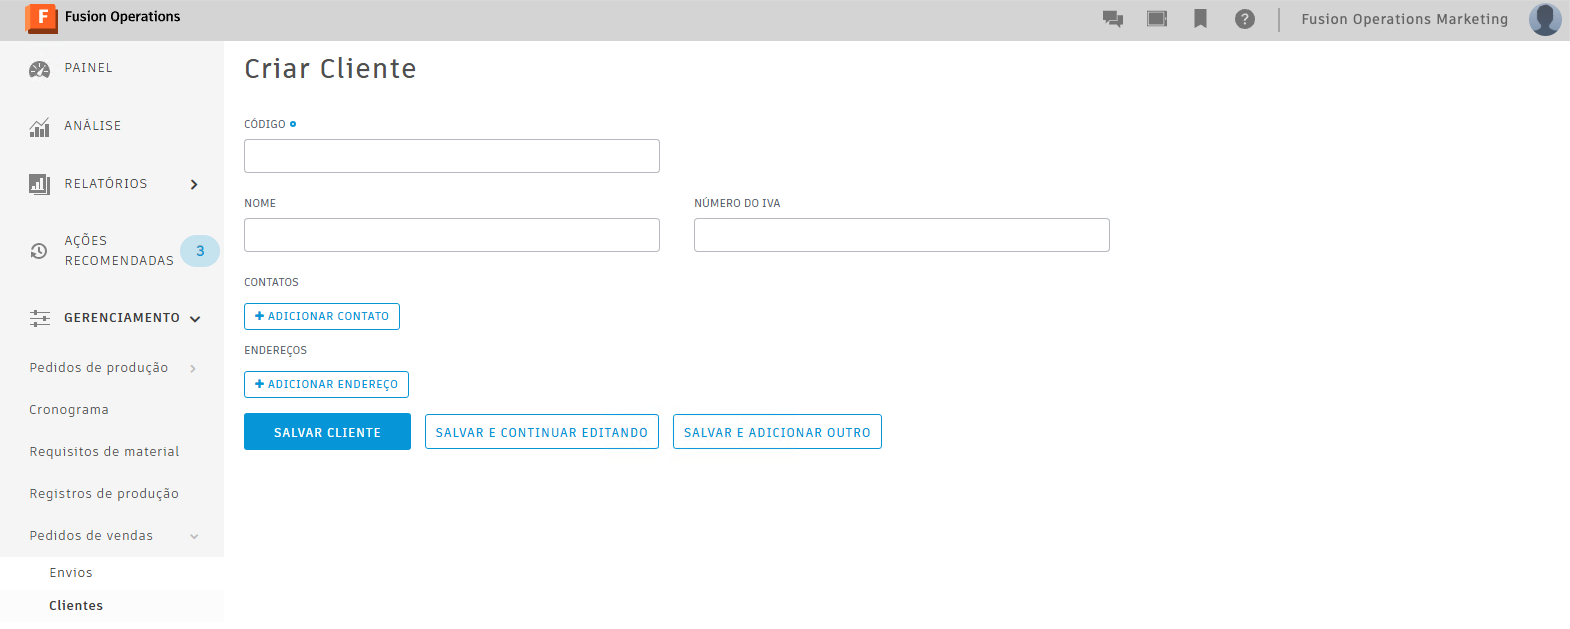 F Fusion Operations
? Fusion Operations Marketing
PAINEL
ANÁLISE
RELATÓRIOS
AÇÕES
RECOMENDADAS 3
GERENCIAMENTO
Pedidos de produção
Cronograma
Requisitos de material
Registros de produção
Pedidos de vendas
Envios
Clientes
Criar Cliente
CÓDIGO
NOME
NÚMERO DO IVA
CONTATOS
+ ADICIONAR CONTATO
ENDEREÇOS
+ ADICIONAR ENDEREÇO
SALVAR CLIENTE
SALVAR E CONTINUAR EDITANDO
SALVAR E ADICIONAR OUTRO